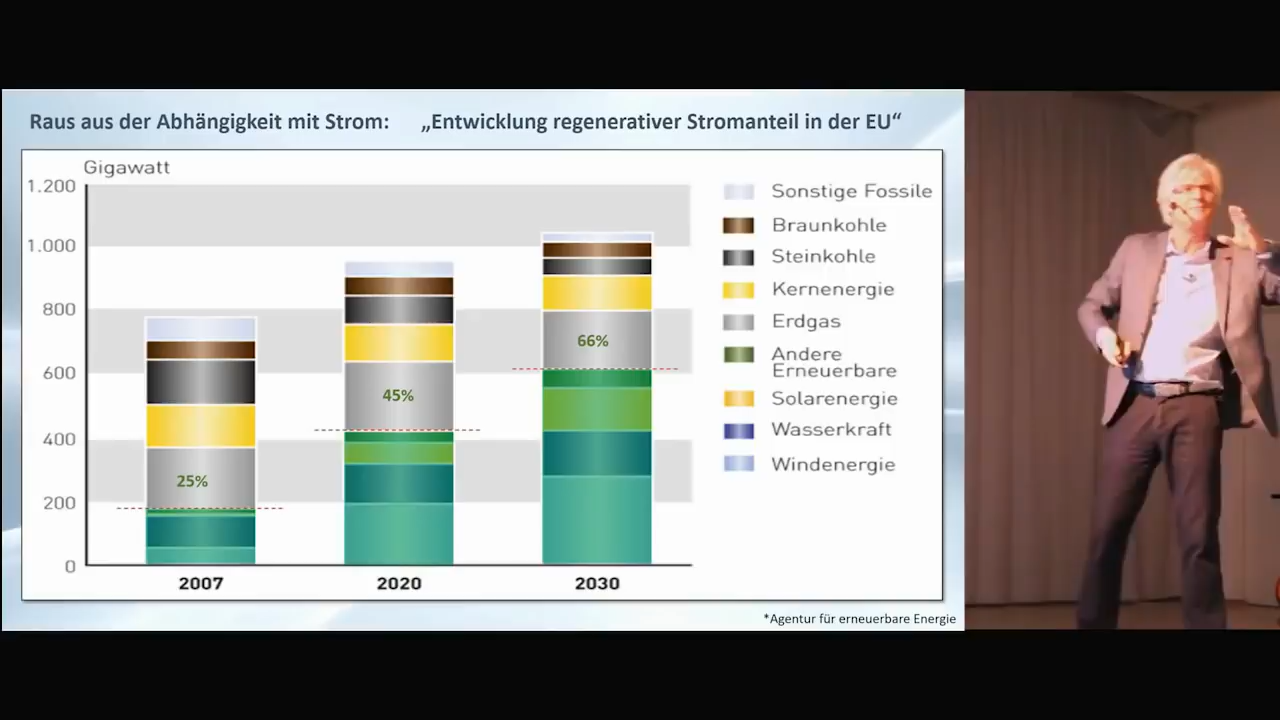 Raus aus der Abhängigkeit mit Strom: „Entwicklung regenerativer Stromanteil in der EU“
Gigawatt
1.200
1.000
800
600
400
200
0
25%
45%
66%
2007
2020
2030
Sonstige Fossile
Braunkohle
Steinkohle
Kernenergie
Erdgas
Andere
Erneuerbare
Solarenergie
Wasserkraft
Windenergie
*Agentur für erneuerbare Energie